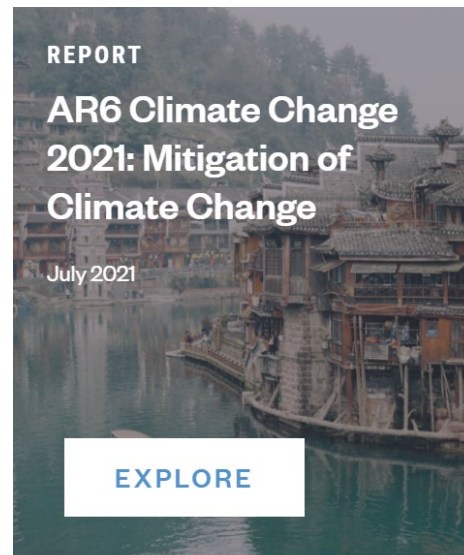 REPORT
AR6 Climate Change
2021: Mitigation of
Climate Change
July 2021
EXPLORE